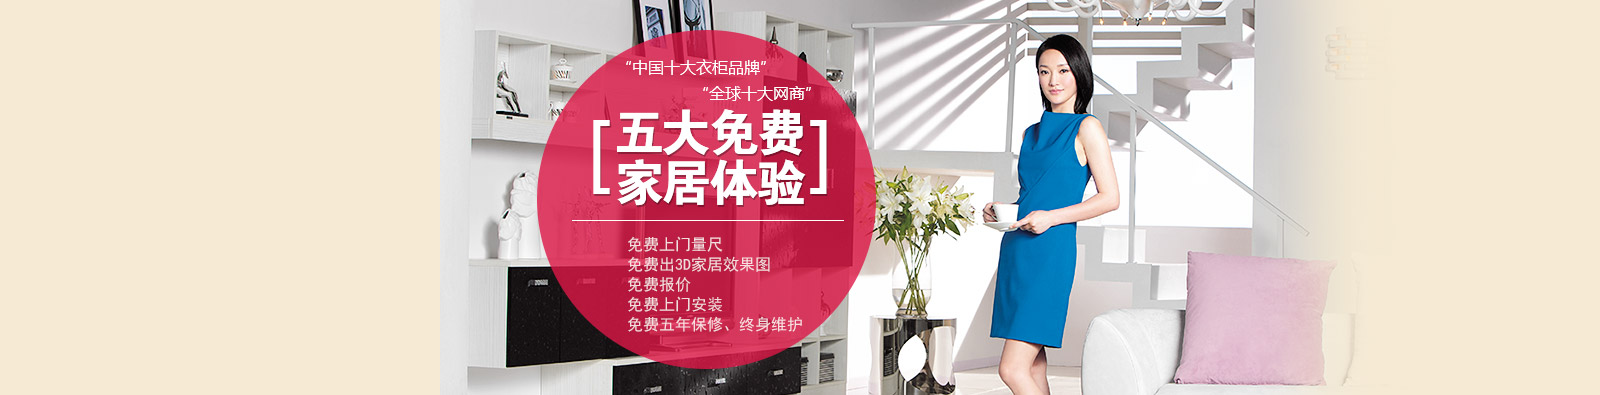 “中国十大衣柜品牌”
“全球十大网商”
[五大免费
家居体验]
免费上门量尺
免费出3D家居效果图
免费报价
免费上门安装
免费五年保修、终身维护